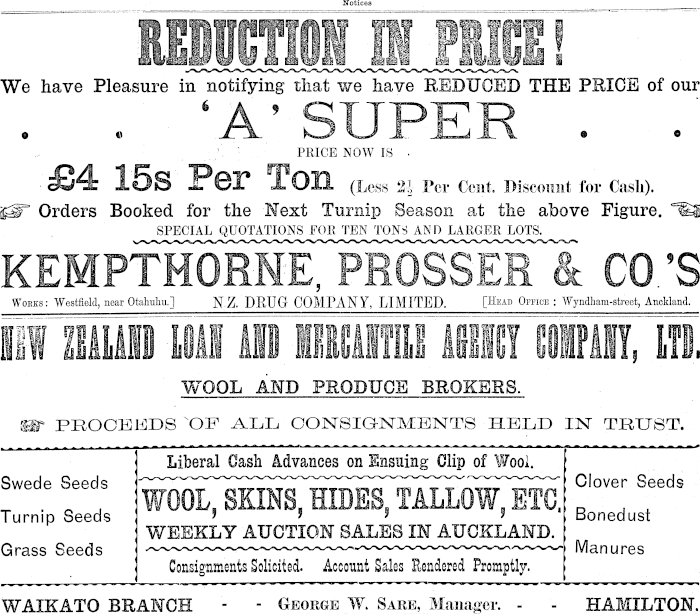 Notices
REDUCTION IN PRICE!
We have Pleasure in notifying that we have REDUCED THE PRICE of our
'A' SUPER
PRICE NOW IS
£4 15s Per Ton (Less 2½ Per Cent. Discount for Cash).
Orders Booked for the Next Turnip Season at the above Figure.
SPECIAL QUOTATIONS FOR TEN TONS AND LARGER LOTS.
KEMPTHORNE, PROSSER & CO.'S
WORKS: Westfield, near Otahuhu.] N.Z. DRUG COMPANY, LIMITED. [HEAD OFFICE: Wyndham-street, Auckland.
NEW ZEALAND LOAN AND MERCANTILE AGENCY COMPANY, LTD.
WOOL AND PRODUCE BROKERS.
PROCEEDS OF ALL CONSIGNMENTS HELD IN TRUST.
Swede Seeds
Turnip Seeds
Grass Seeds
Liberal Cash Advances on Ensuing Clip of Wool.
WOOL, SKINS, HIDES, TALLOW, ETC.
WEEKLY AUCTION SALES IN AUCKLAND.
Consignments Solicited. Account Sales Rendered Promptly.
Clover Seeds
Bonedust
Manures
WAIKATO BRANCH - - GEORGE W. SARE, Manager. - - HAMILTON.